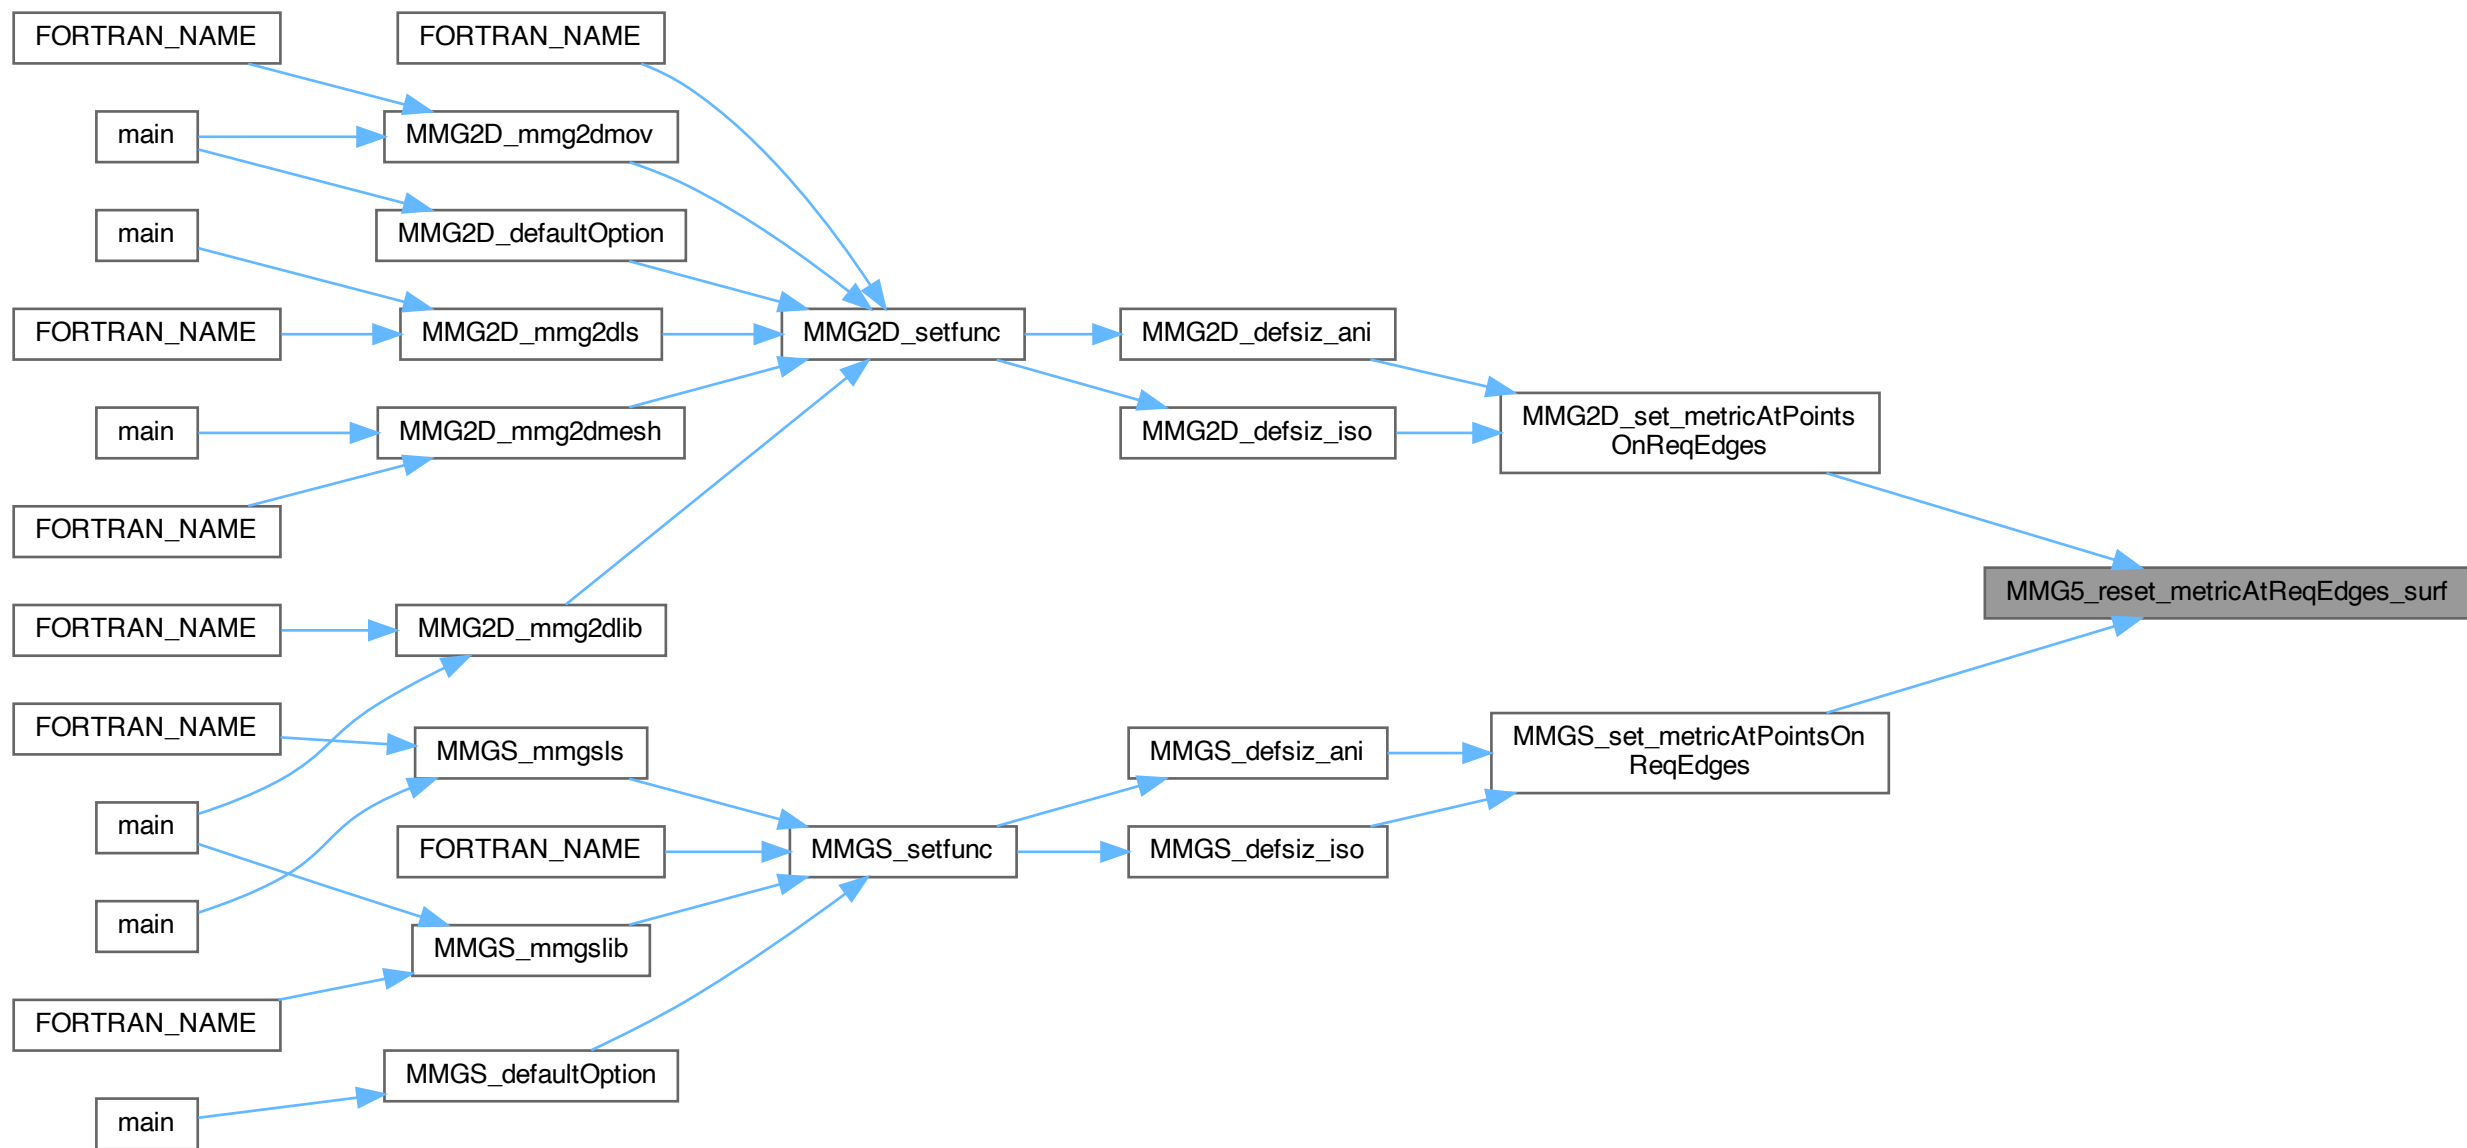 FORTRAN_NAME
FORTRAN_NAME
main
MMG2D_mmg2dmov
main
MMG2D_defaultOption
FORTRAN_NAME
MMG2D_mmg2dls
MMG2D_setfunc
MMG2D_defsiz_ani
main
MMG2D_mmg2dmesh
MMG2D_defsiz_iso
MMG2D_set_metricAtPoints
OnReqEdges
FORTRAN_NAME
MMG5_reset_metricAtReqEdges_surf
FORTRAN_NAME
MMG2D_mmg2dlib
FORTRAN_NAME
MMGS_mmgsls
MMGS_defsiz_ani
MMGS_set_metricAtPointsOn
ReqEdges
main
FORTRAN_NAME
MMGS_setfunc
MMGS_defsiz_iso
main
MMGS_mmgslib
FORTRAN_NAME
MMGS_defaultOption
main